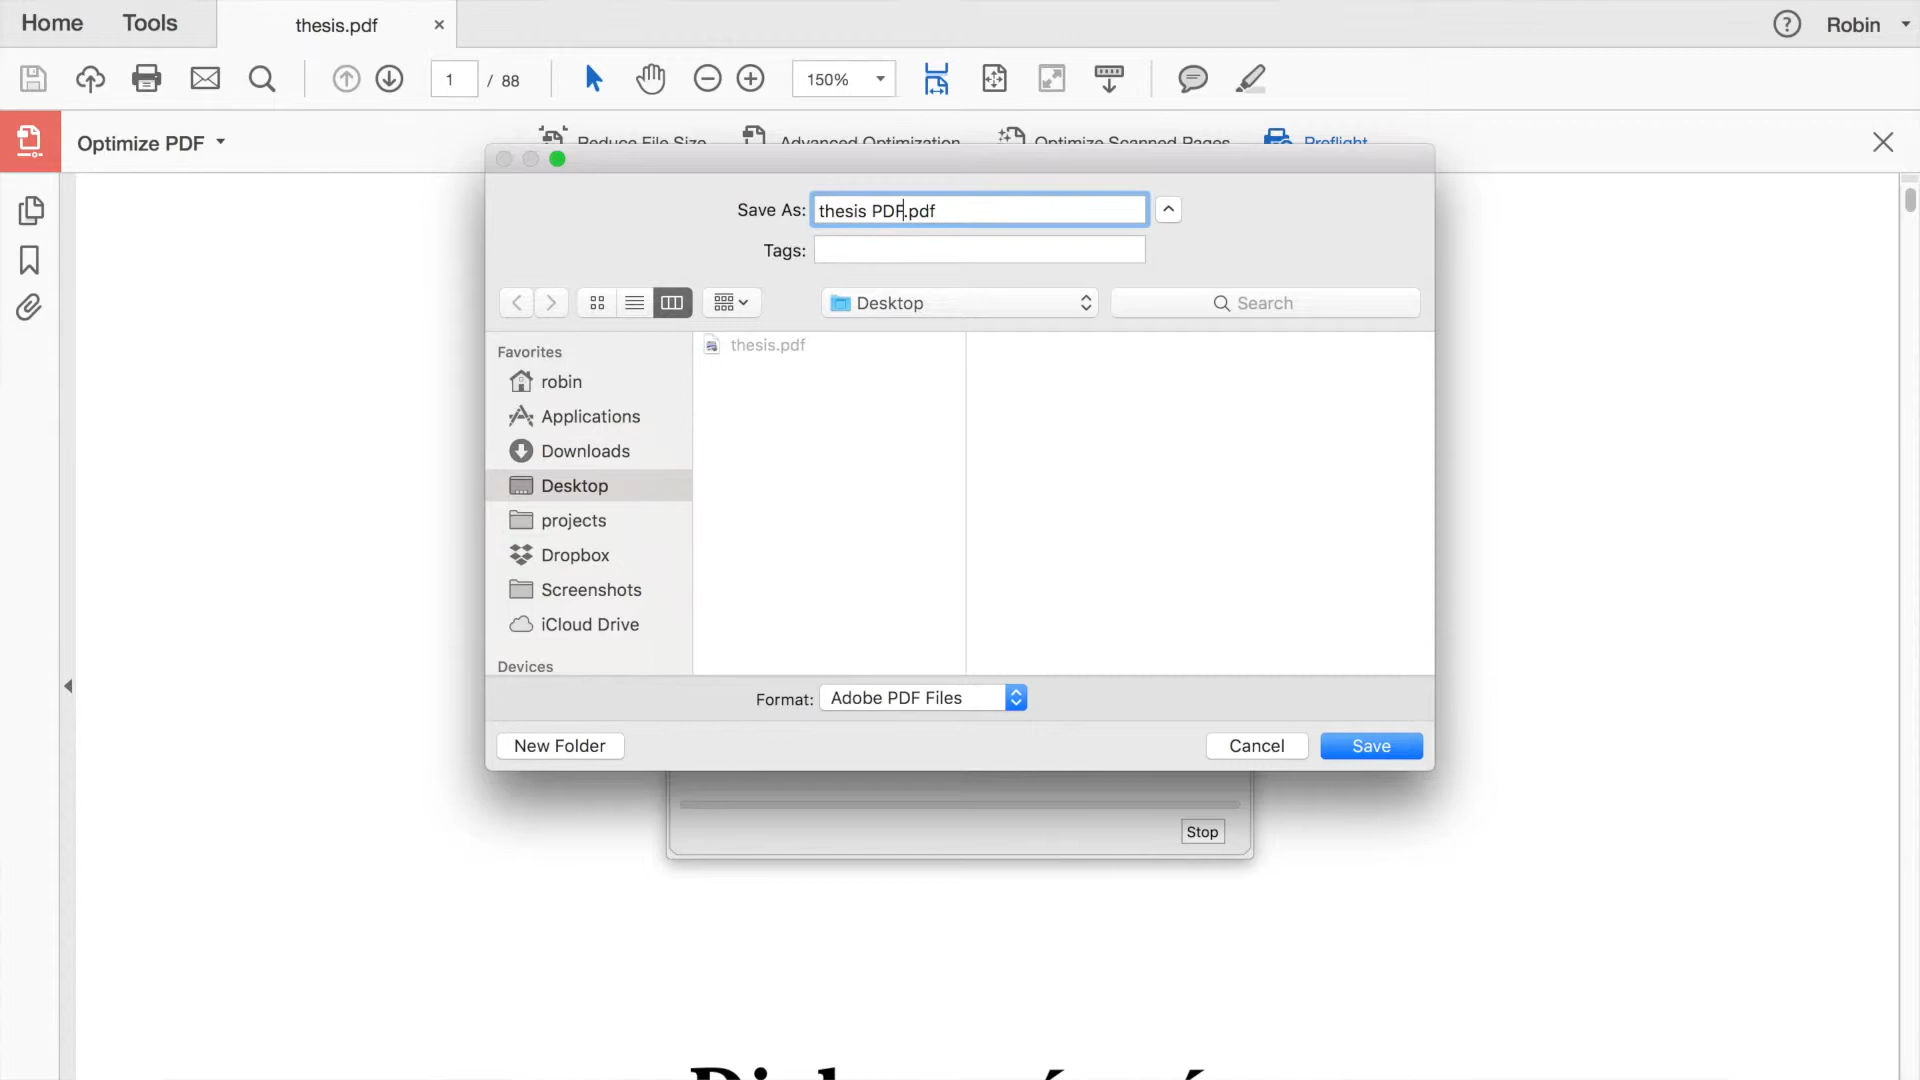 Home Tools thesis.pdf × ? Robin
1 / 88 150%
Optimize PDF Reduce File Size Advanced Optimization Optimize Scanned Pages Preflight
Save As: thesis PDF.pdf
Tags:
Desktop Search
Favorites
thesis.pdf
robin
Applications
Downloads
Desktop
projects
Dropbox
Screenshots
iCloud Drive
Devices
Format: Adobe PDF Files
New Folder Cancel Save
Stop